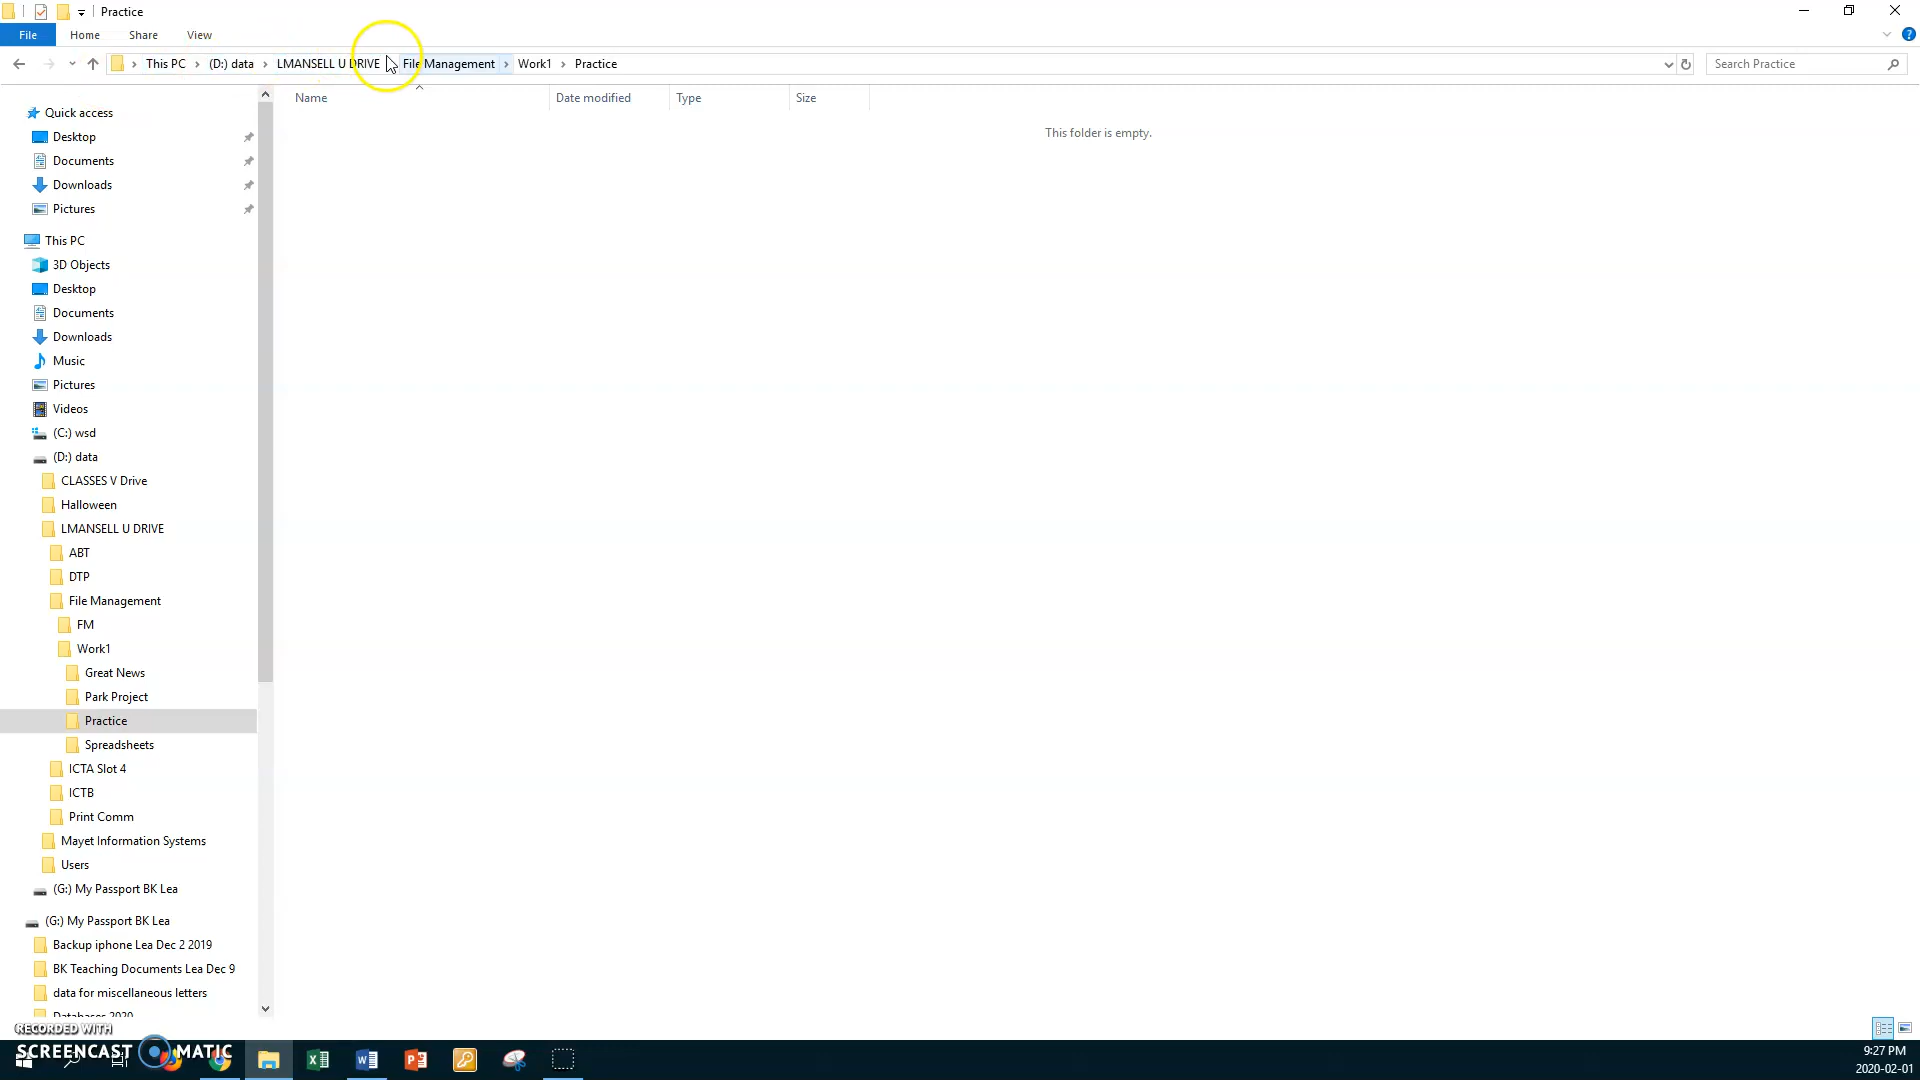 Practice
File Home Share View
This PC (D:) data LMANSELL U DRIVE File Management Work1 Practice Search Practice
Name Date modified Type Size
This folder is empty.
Quick access
Desktop
Documents
Downloads
Pictures
This PC
3D Objects
Desktop
Documents
Downloads
Music
Pictures
Videos
(C:) wsd
(D:) data
CLASSES V Drive
Halloween
LMANSELL U DRIVE
ABT
DTP
File Management
FM
Work1
Great News
Park Project
Practice
Spreadsheets
ICTA Slot 4
ICTB
Print Comm
Mayet Information Systems
Users
(G:) My Passport BK Lea
(G:) My Passport BK Lea
Backup iphone Lea Dec 2 2019
BK Teaching Documents Lea Dec 9
data for miscellaneous letters
Databases 2020
RECORDED WITH
SCREENCAST MATIC
9:27 PM
2020-02-01